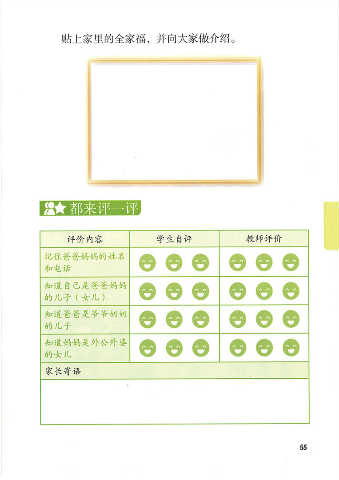 贴上家里的全家福，并向大家做介绍。
都来评一评
评价内容 学生自评 教师评价
记住爸爸妈妈的姓名
和电话
知道自己是爸爸妈妈
的儿子（女儿）
知道爸爸是爷爷奶奶
的儿子
知道妈妈是外公外婆
的女儿
家长寄语
55